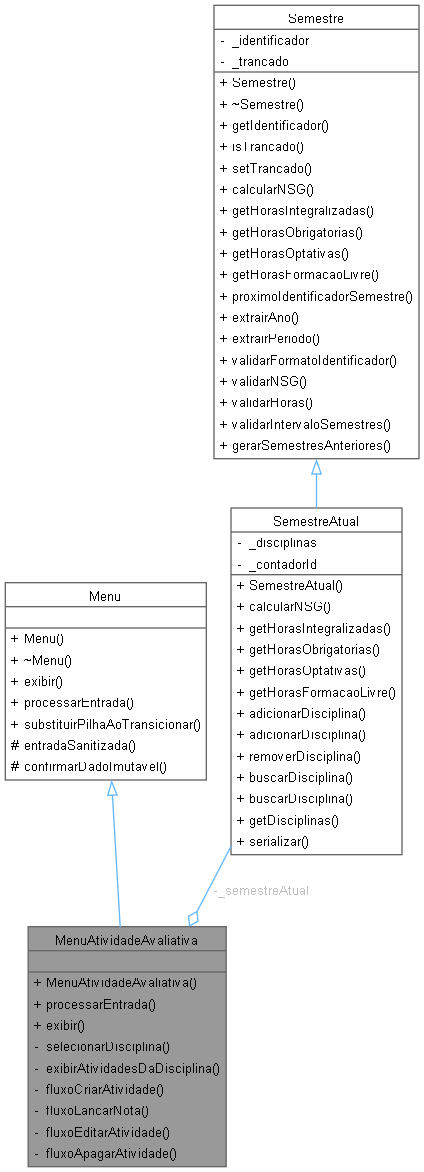 Semestre
- _identificador
- _trancado
+ Semestre()
+ ~Semestre()
+ getIdentificador()
+ isTrancado()
+ setTrancado()
+ calcularNSG()
+ getHorasIntegralizadas()
+ getHorasObrigatorias()
+ getHorasOptativas()
+ getHorasFormacaoLivre()
+ proximoIdentificadorSemestre()
+ extrairAno()
+ extrairPeriodo()
+ validarFormatoIdentificador()
+ validarNSG()
+ validarHoras()
+ validarIntervaloSemestres()
+ gerarSemestresAnteriores()
SemestreAtual
- _disciplinas
- _contadorId
+ SemestreAtual()
+ calcularNSG()
+ getHorasIntegralizadas()
+ getHorasObrigatorias()
+ getHorasOptativas()
+ getHorasFormacaoLivre()
+ adicionarDisciplina()
+ adicionarDisciplina()
+ removerDisciplina()
+ buscarDisciplina()
+ buscarDisciplina()
+ getDisciplinas()
+ serializar()
Menu
+ Menu()
+ ~Menu()
+ exibir()
+ processarEntrada()
+ substituirPilhaAoTransicionar()
# entradaSanitizada()
# confirmarDadoImutavel()
-_semestreAtual
MenuAtividadeAvaliativa
+ MenuAtividadeAvaliativa()
+ processarEntrada()
+ exibir()
- selecionarDisciplina()
- exibirAtividadesDaDisciplina()
- fluxoCriarAtividade()
- fluxoLancarNota()
- fluxoEditarAtividade()
- fluxoApagarAtividade()